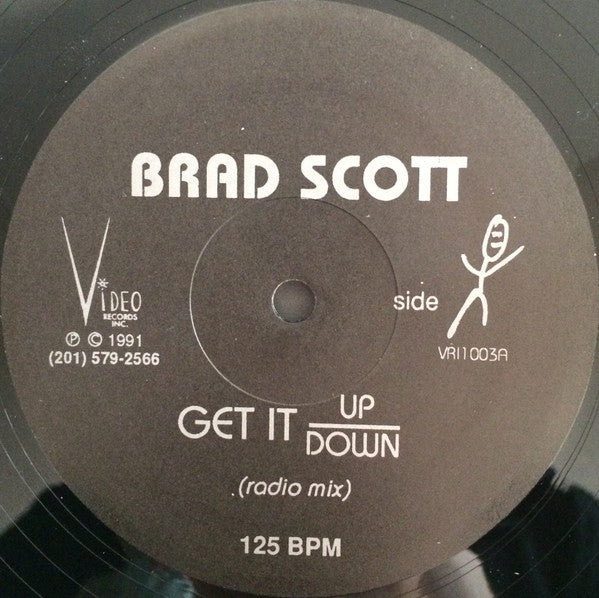 BRAD SCOTT
VIDEO
RECORDS
INC.
℗ © 1991
(201) 579-2566
side
VRI1003A
GET IT UP
DOWN
.(radio mix)
125 BPM